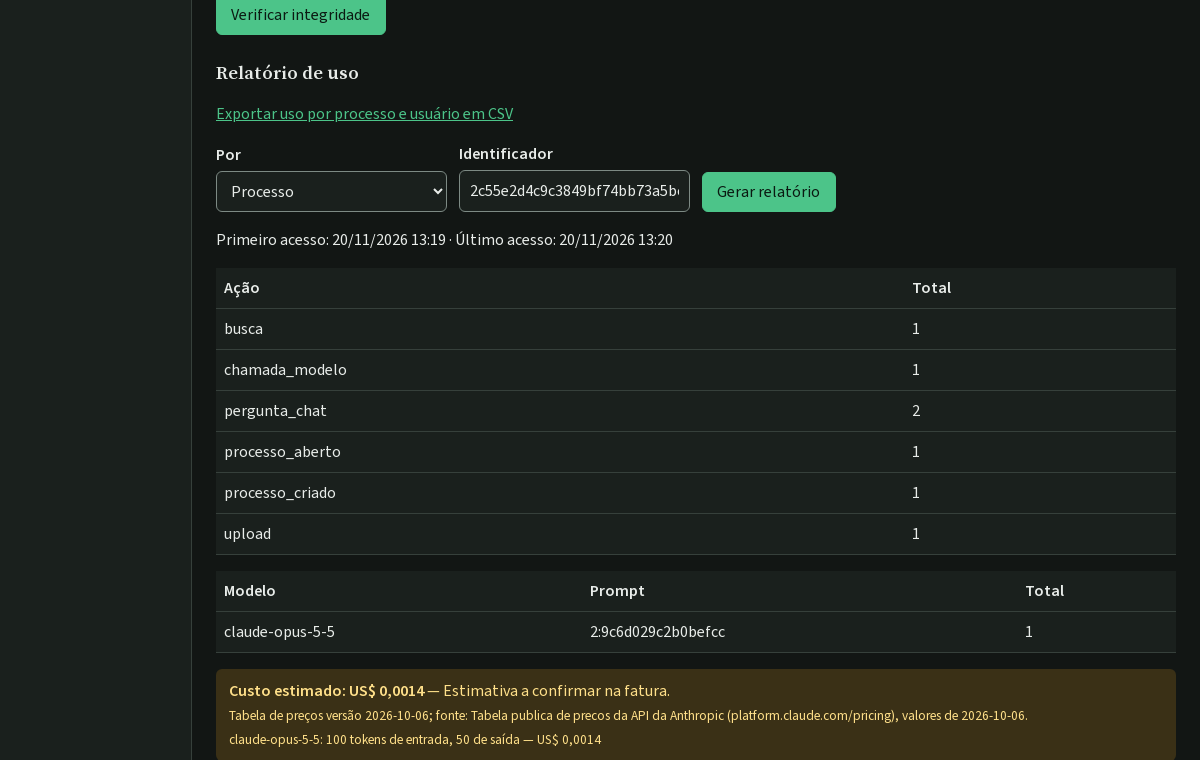 Verificar integridade
Relatório de uso
Exportar uso por processo e usuário em CSV
Por
Identificador
Processo
2c55e2d4c9c3849bf74bb73a5b
Gerar relatório
Primeiro acesso: 20/11/2026 13:19 · Último acesso: 20/11/2026 13:20
Ação Total
busca 1
chamada_modelo 1
pergunta_chat 2
processo_aberto 1
processo_criado 1
upload 1
Modelo Prompt Total
claude-opus-5-5 2:9c6d029c2b0befcc 1
Custo estimado: US$ 0,0014 — Estimativa a confirmar na fatura.
Tabela de preços versão 2026-10-06; fonte: Tabela publica de precos da API da Anthropic (platform.claude.com/pricing), valores de 2026-10-06.
claude-opus-5-5: 100 tokens de entrada, 50 de saída — US$ 0,0014